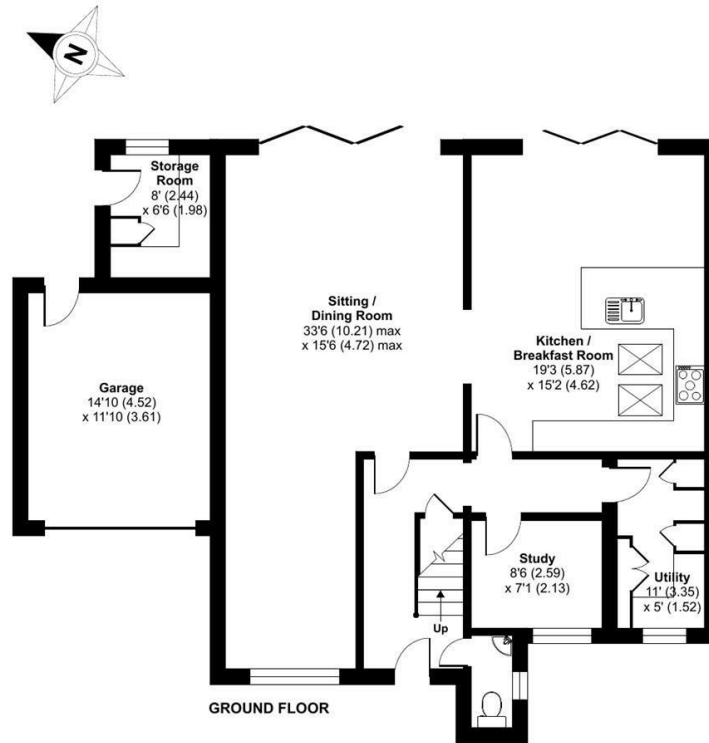 N
Storage
Room
8' (2.44)
x 6'6 (1.98)
Sitting /
Dining Room
33'6 (10.21) max
x 15'6 (4.72) max
Kitchen /
Breakfast Room
19'3 (5.87)
x 15'2 (4.62)
Garage
14'10 (4.52)
x 11'10 (3.61)
Study
8'6 (2.59)
x 7'1 (2.13)
Utility
11' (3.35)
x 5' (1.52)
Up
GROUND FLOOR